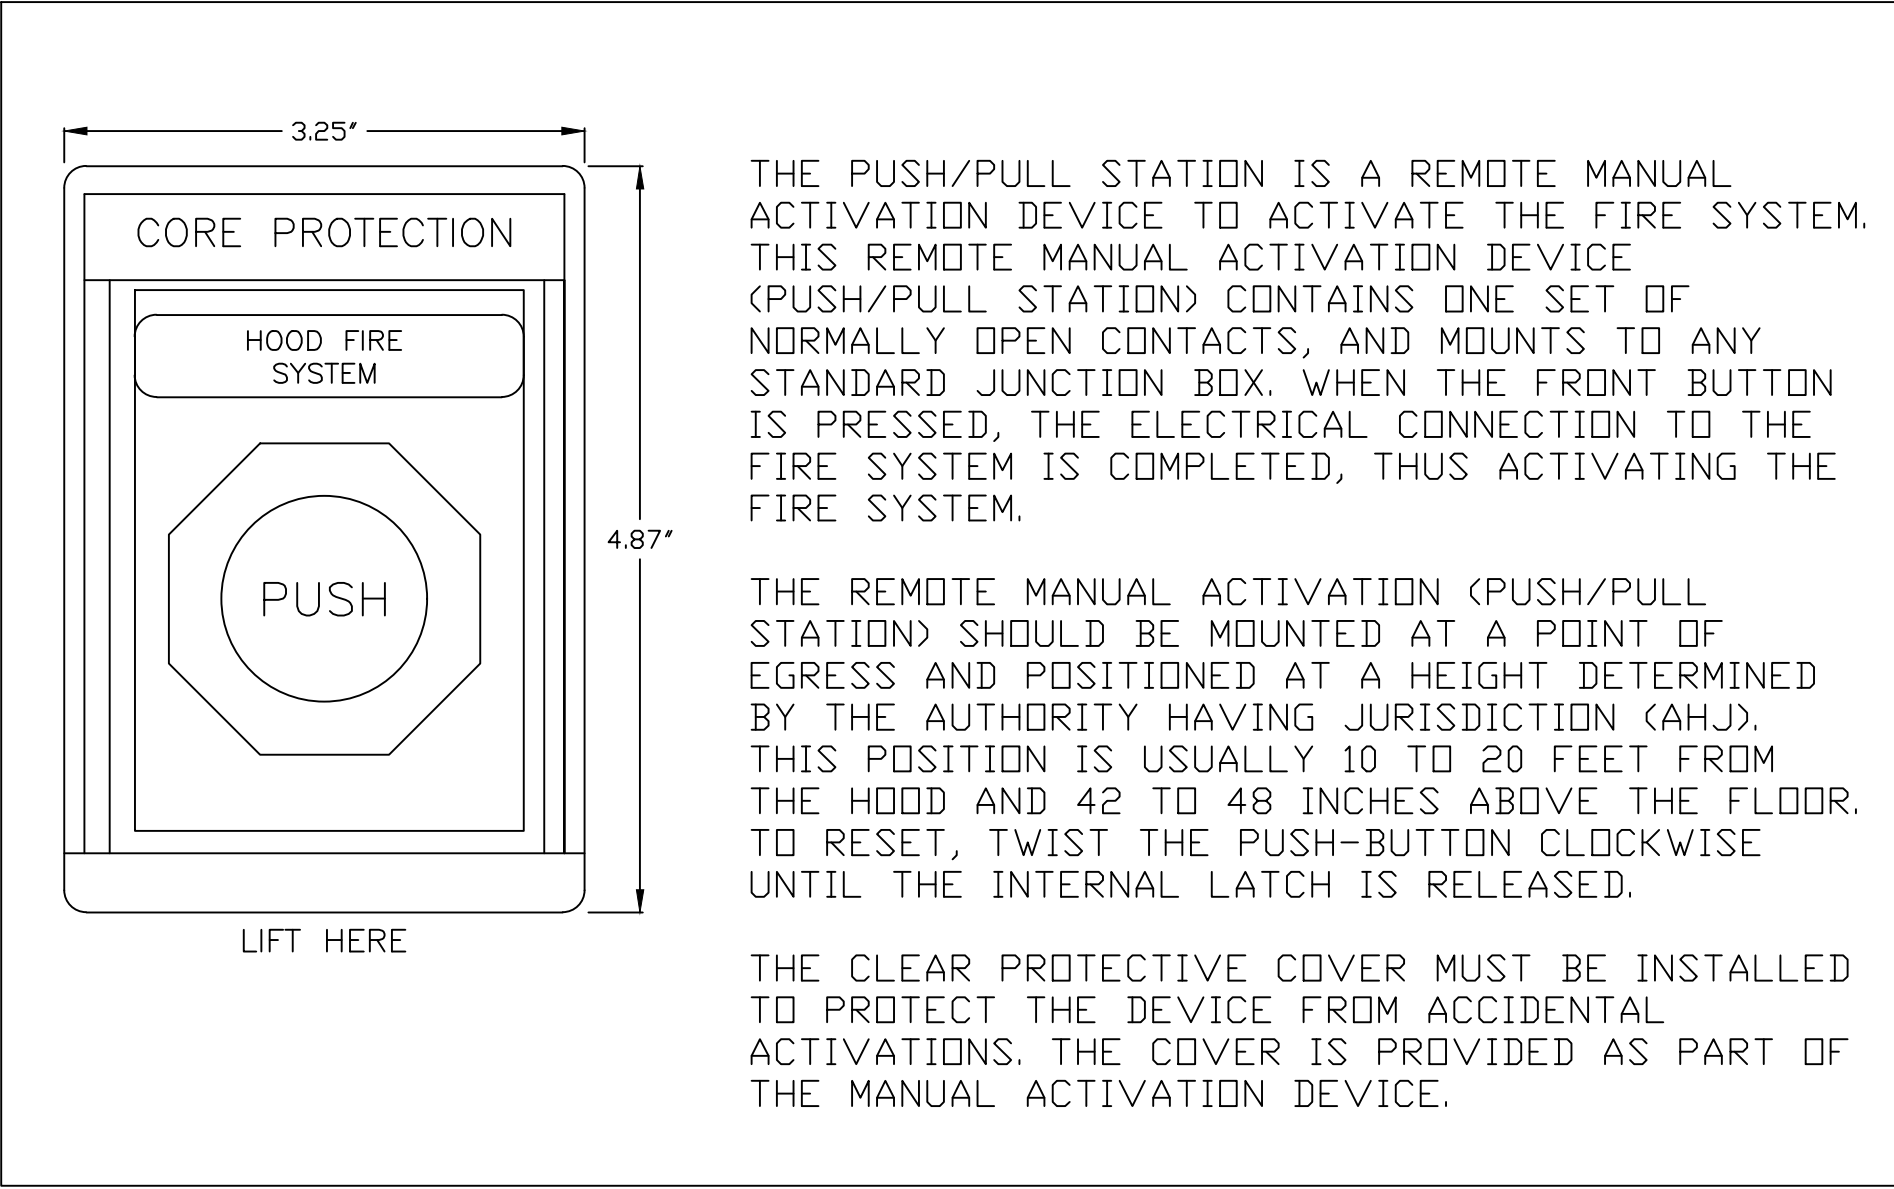 3.25"
CORE PROTECTION
HOOD FIRE
SYSTEM
PUSH
4.87"
LIFT HERE
THE PUSH/PULL STATION IS A REMOTE MANUAL
ACTIVATION DEVICE TO ACTIVATE THE FIRE SYSTEM.
THIS REMOTE MANUAL ACTIVATION DEVICE
(PUSH/PULL STATION) CONTAINS ONE SET OF
NORMALLY OPEN CONTACTS, AND MOUNTS TO ANY
STANDARD JUNCTION BOX. WHEN THE FRONT BUTTON
IS PRESSED, THE ELECTRICAL CONNECTION TO THE
FIRE SYSTEM IS COMPLETED, THUS ACTIVATING THE
FIRE SYSTEM.
THE REMOTE MANUAL ACTIVATION (PUSH/PULL
STATION) SHOULD BE MOUNTED AT A POINT OF
EGRESS AND POSITIONED AT A HEIGHT DETERMINED
BY THE AUTHORITY HAVING JURISDICTION (AHJ).
THIS POSITION IS USUALLY 10 TO 20 FEET FROM
THE HOOD AND 42 TO 48 INCHES ABOVE THE FLOOR.
TO RESET, TWIST THE PUSH-BUTTON CLOCKWISE
UNTIL THE INTERNAL LATCH IS RELEASED.
THE CLEAR PROTECTIVE COVER MUST BE INSTALLED
TO PROTECT THE DEVICE FROM ACCIDENTAL
ACTIVATIONS. THE COVER IS PROVIDED AS PART OF
THE MANUAL ACTIVATION DEVICE.